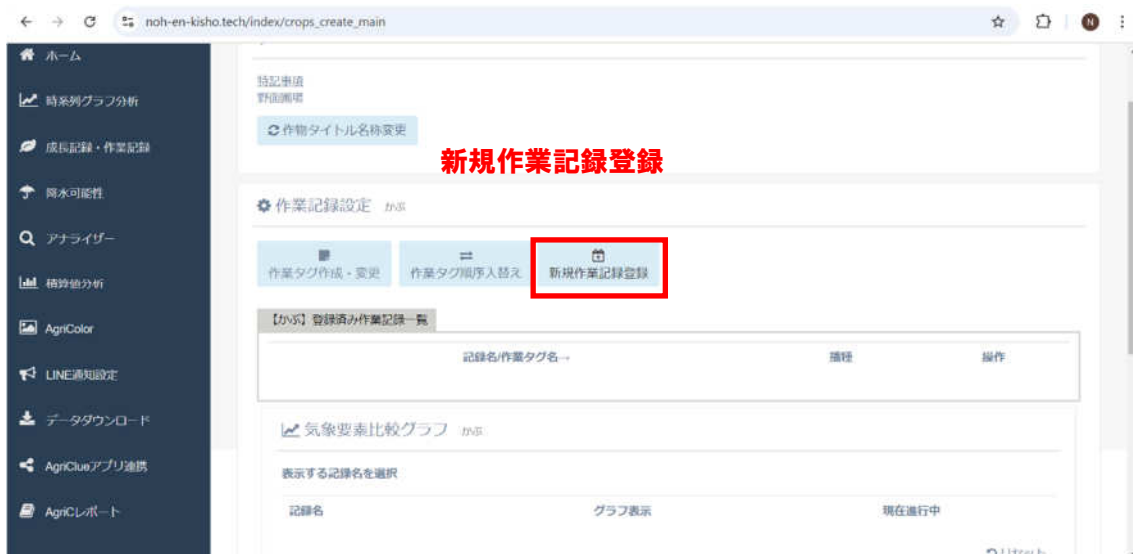 noh-en-kisho.tech/index/crops_create_main
N
ホーム
時系列グラフ分析
成長記録・作業記録
降水可能性
アナライザー
積算値分析
AgriColor
LINE通知設定
データダウンロード
AgriClueアプリ連携
AgriCレポート
特記事項
作物タイトル名称変更
新規作業記録登録
作業記録設定 かぶ
作業タグ作成・変更
作業タグ順序入替え
新規作業記録登録
【かぶ】登録済み作業記録一覧
記録名/作業タグ名→ 播種 操作
気象要素比較グラフ かぶ
表示する記録名を選択
記録名 グラフ表示 現在進行中